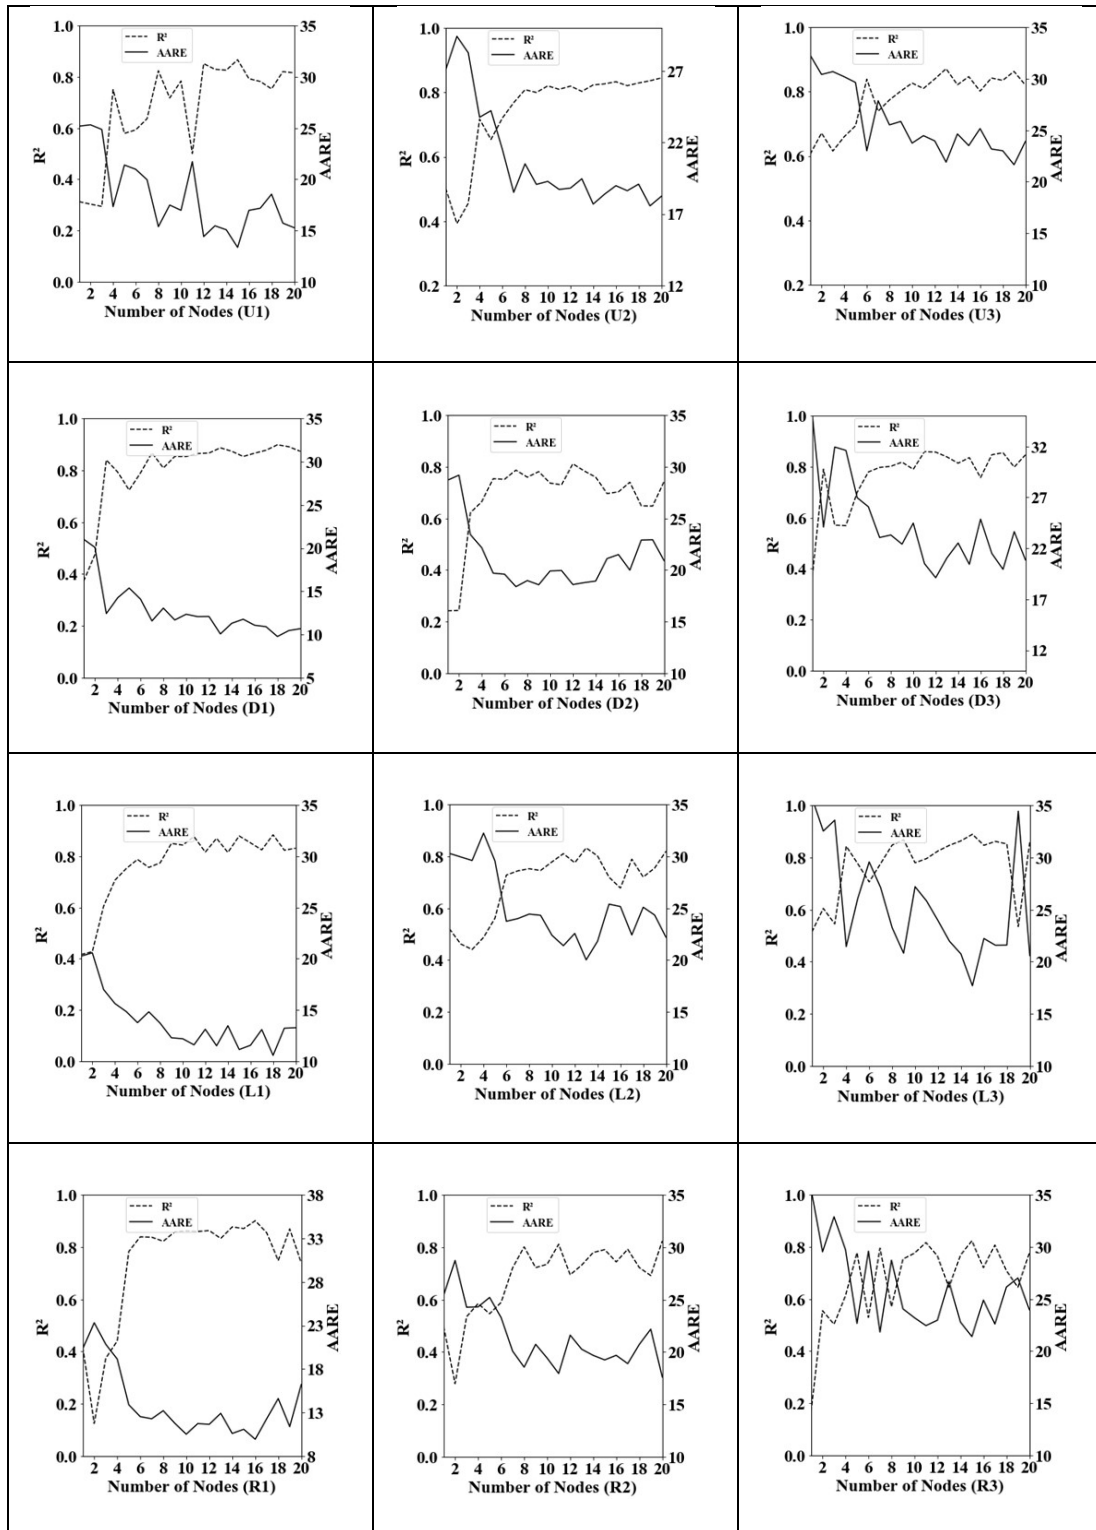 R²
AARE
1.0
0.8
0.6
0.4
0.2
0.0
R²
35
30
25
20
15
10
AARE
2 4 6 8 10 12 14 16 18 20
Number of Nodes (U1)
R²
AARE
1.0
0.8
0.6
0.4
0.2
R²
27
22
17
12
AARE
2 4 6 8 10 12 14 16 18 20
Number of Nodes (U2)
R²
AARE
1.0
0.8
0.6
0.4
0.2
R²
35
30
25
20
15
10
AARE
2 4 6 8 10 12 14 16 18 20
Number of Nodes (U3)
R²
AARE
1.0
0.8
0.6
0.4
0.2
0.0
R²
35
30
25
20
15
10
5
AARE
2 4 6 8 10 12 14 16 18 20
Number of Nodes (D1)
R²
AARE
1.0
0.8
0.6
0.4
0.2
0.0
R²
35
30
25
20
15
10
AARE
2 4 6 8 10 12 14 16 18 20
Number of Nodes (D2)
R²
AARE
1.0
0.8
0.6
0.4
0.2
0.0
R²
32
27
22
17
12
AARE
2 4 6 8 10 12 14 16 18 20
Number of Nodes (D3)
R²
AARE
1.0
0.8
0.6
0.4
0.2
0.0
R²
35
30
25
20
15
10
AARE
2 4 6 8 10 12 14 16 18 20
Number of Nodes (L1)
R²
AARE
1.0
0.8
0.6
0.4
0.2
0.0
R²
35
30
25
20
15
10
AARE
2 4 6 8 10 12 14 16 18 20
Number of Nodes (L2)
R²
AARE
1.0
0.8
0.6
0.4
0.2
0.0
R²
35
30
25
20
15
10
AARE
2 4 6 8 10 12 14 16 18 20
Number of Nodes (L3)
R²
AARE
1.0
0.8
0.6
0.4
0.2
0.0
R²
38
33
28
23
18
13
8
AARE
2 4 6 8 10 12 14 16 18 20
Number of Nodes (R1)
R²
AARE
1.0
0.8
0.6
0.4
0.2
0.0
R²
35
30
25
20
15
10
AARE
2 4 6 8 10 12 14 16 18 20
Number of Nodes (R2)
R²
AARE
1.0
0.8
0.6
0.4
0.2
0.0
R²
35
30
25
20
15
10
AARE
2 4 6 8 10 12 14 16 18 20
Number of Nodes (R3)